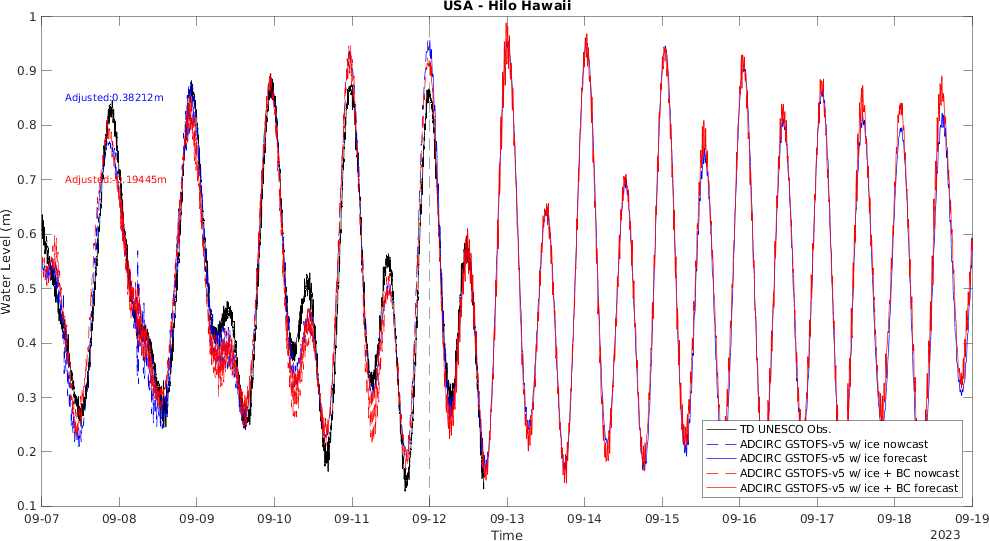 USA - Hilo Hawaii
Water Level (m)
1
0.9
0.8
0.7
0.6
0.5
0.4
0.3
0.2
0.1
Adjusted:0.38212m
19445m
TD UNESCO Obs.
ADCIRC GSTOFS-v5 w/ ice nowcast
ADCIRC GSTOFS-v5 w/ ice forecast
ADCIRC GSTOFS-v5 w/ ice + BC nowcast
ADCIRC GSTOFS-v5 w/ ice + BC forecast
09-07 09-08 09-09 09-10 09-11 09-12 09-13 09-14 09-15 09-16 09-17 09-18 09-19
Time
2023